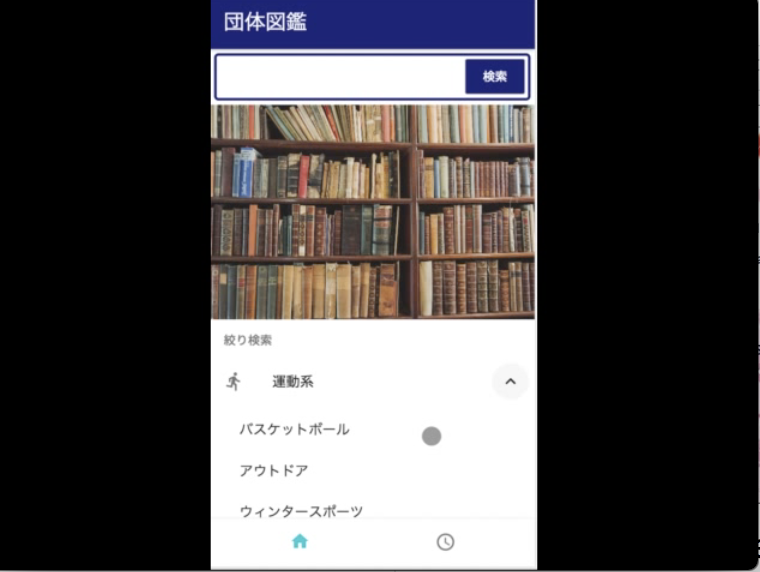 団体図鑑
検索
絞り検索
運動系
バスケットボール
アウトドア
ウィンタースポーツ